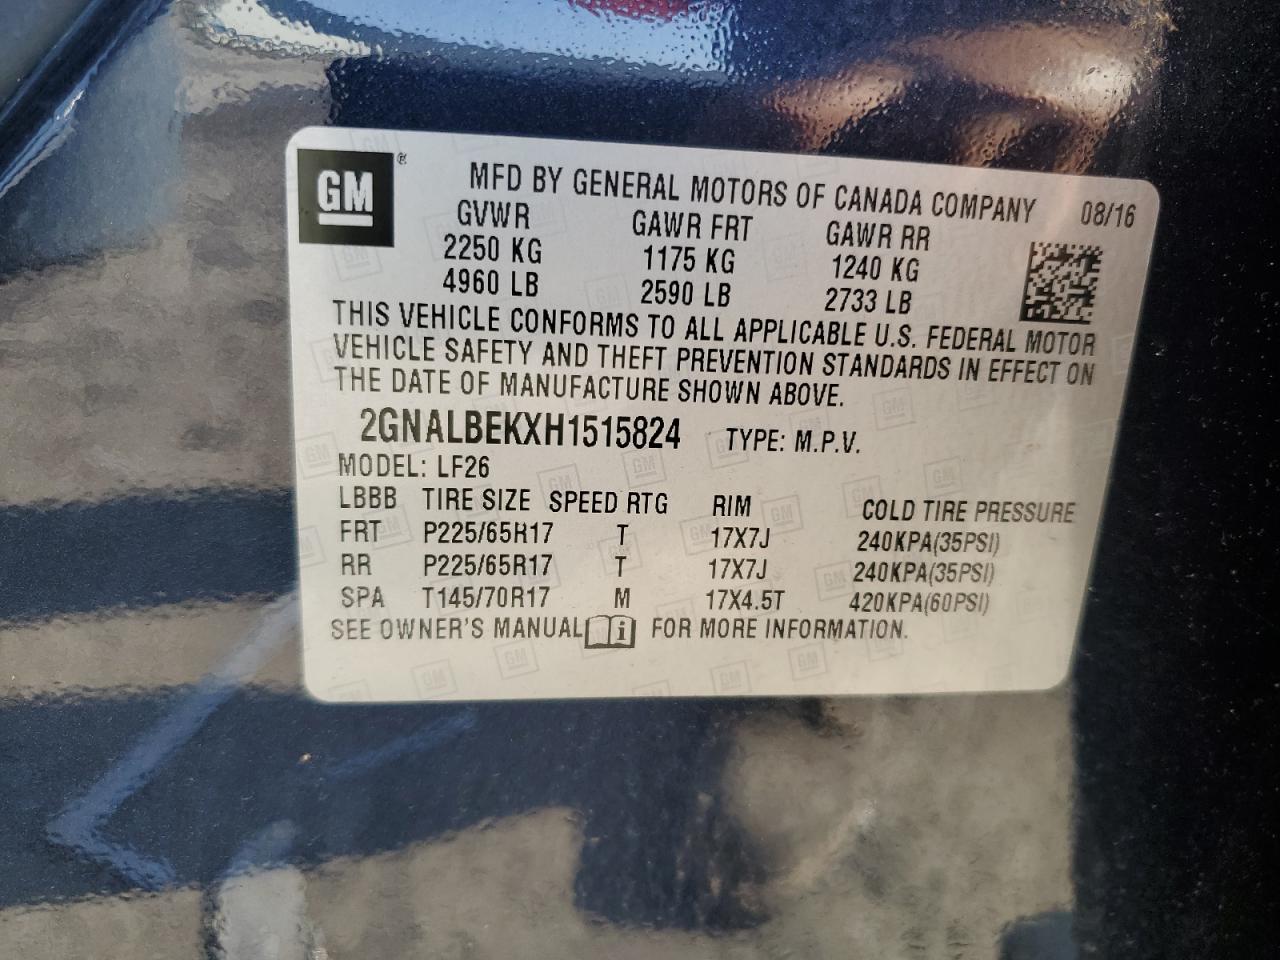 GM ®
MFD BY GENERAL MOTORS OF CANADA COMPANY 08/16
GVWR GAWR FRT GAWR RR
2250 KG 1175 KG 1240 KG
4960 LB 2590 LB 2733 LB
THIS VEHICLE CONFORMS TO ALL APPLICABLE U.S. FEDERAL MOTOR
VEHICLE SAFETY AND THEFT PREVENTION STANDARDS IN EFFECT ON
THE DATE OF MANUFACTURE SHOWN ABOVE.
2GNALBEKXH1515824 TYPE: M.P.V.
MODEL: LF26
LBBB TIRE SIZE SPEED RTG RIM COLD TIRE PRESSURE
FRT P225/65R17 T 17X7J 240KPA(35PSI)
RR P225/65R17 T 17X7J 240KPA(35PSI)
SPA T145/70R17 M 17X4.5T 420KPA(60PSI)
SEE OWNER'S MANUAL i FOR MORE INFORMATION.